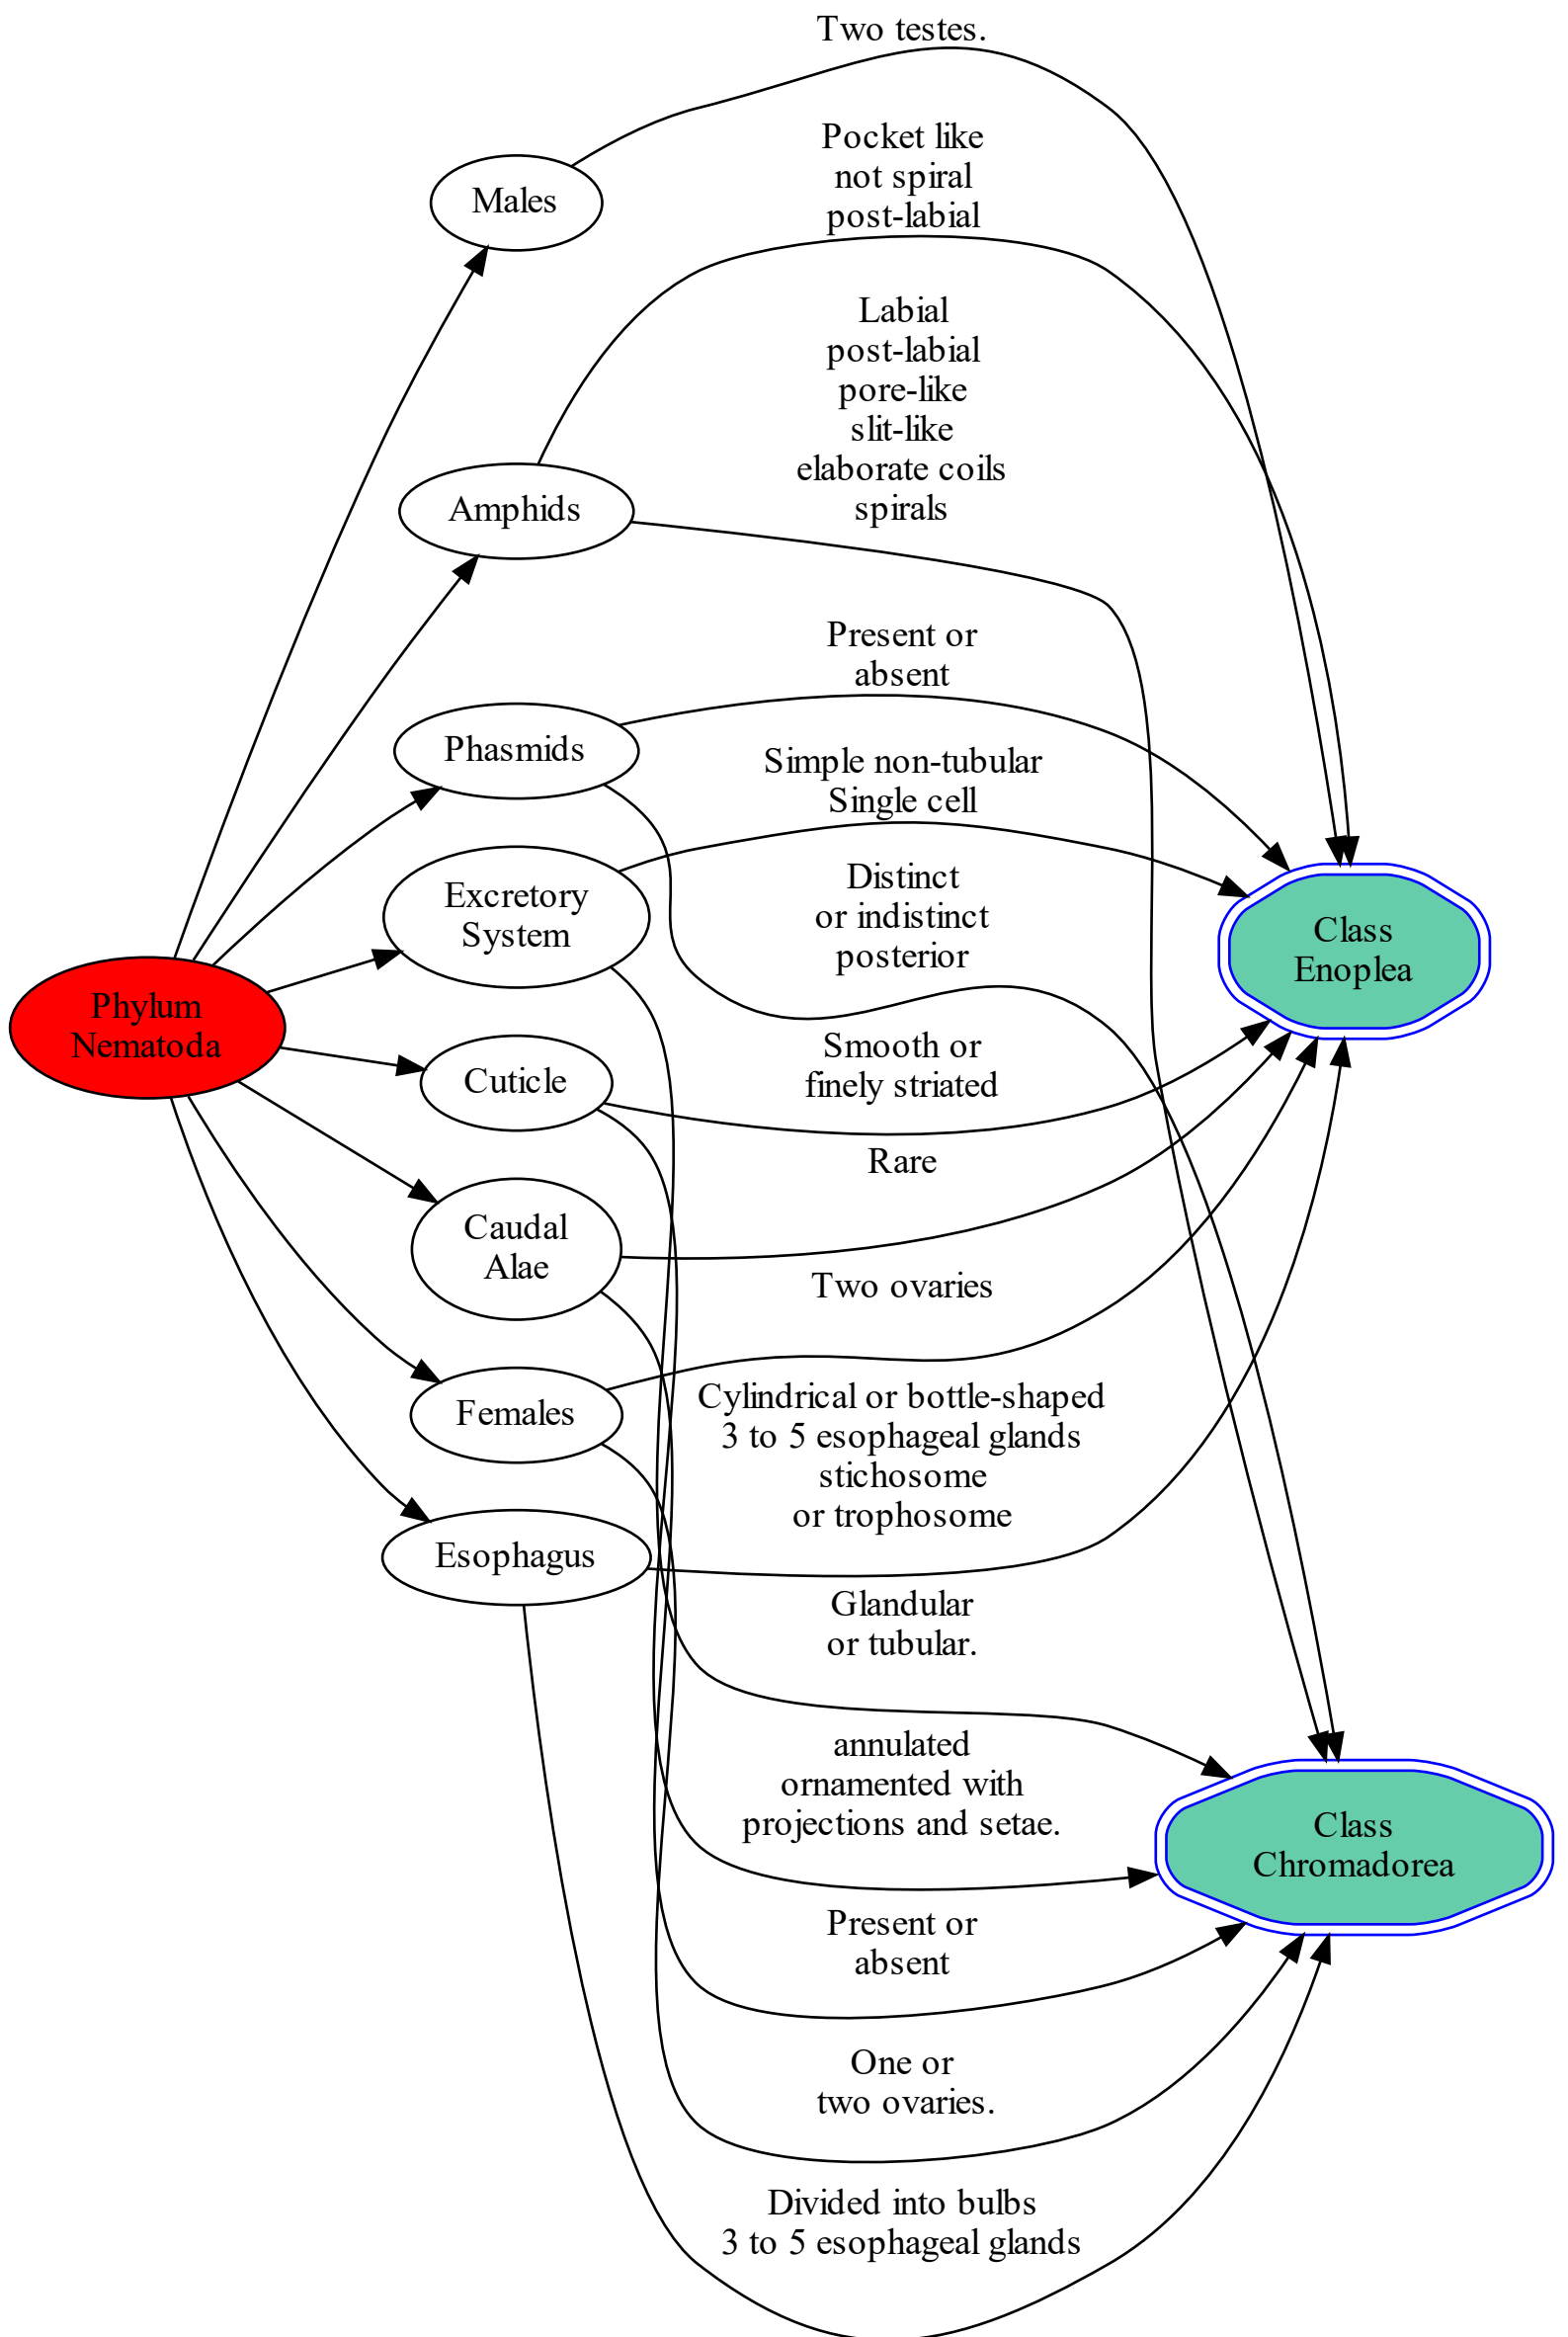 Two testes.
Males
Pocket like
not spiral
post-labial
Labial
post-labial
pore-like
slit-like
elaborate coils
spirals
Amphids
Present or
absent
Phasmids
Simple non-tubular
Single cell
Excretory
System
Distinct
or indistinct
posterior
Class
Enoplea
Phylum
Nematoda
Smooth or
finely striated
Cuticle
Rare
Caudal
Alae
Two ovaries
Females
Cylindrical or bottle-shaped
3 to 5 esophageal glands
stichosome
or trophosome
Esophagus
Glandular
or tubular.
annulated
ornamented with
projections and setae.
Class
Chromadorea
Present or
absent
One or
two ovaries.
Divided into bulbs
3 to 5 esophageal glands